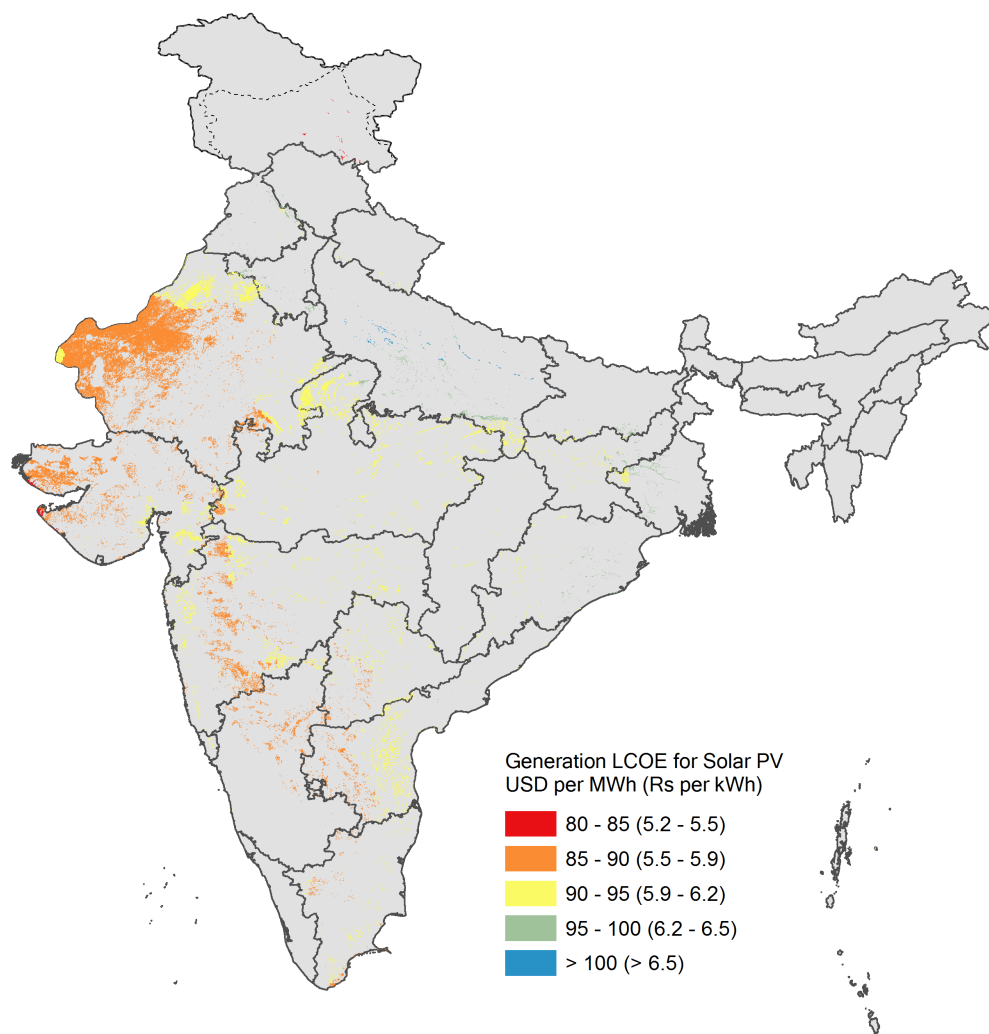 Generation LCOE for Solar PV
USD per MWh (Rs per kWh)
80 - 85 (5.2 - 5.5)
85 - 90 (5.5 - 5.9)
90 - 95 (5.9 - 6.2)
95 - 100 (6.2 - 6.5)
> 100 (> 6.5)